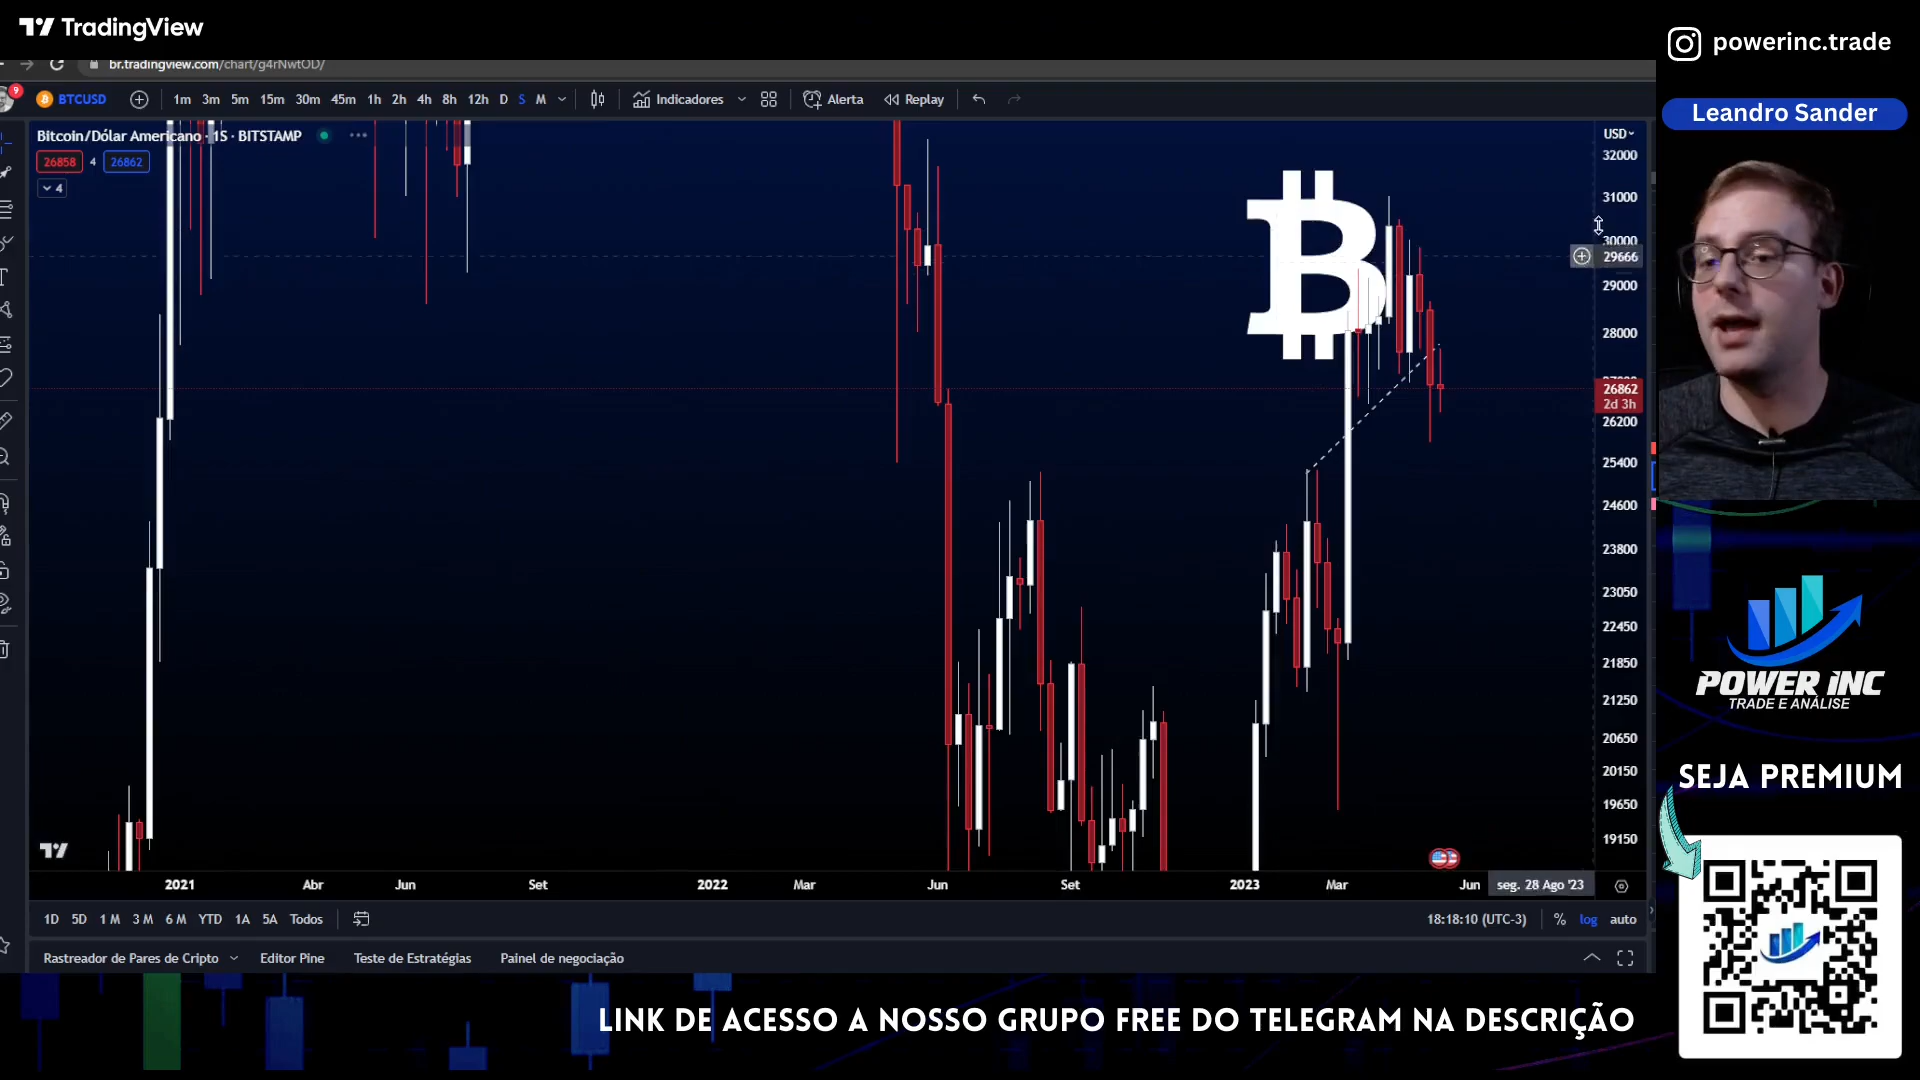 TradingView
powerinc.trade
br.tradingview.com/chart/g4rNwtOD/
9
BTCUSD
1m 3m 5m 15m 30m 45m 1h 2h 4h 8h 12h D S M
Indicadores
Alerta
Replay
Leandro Sander
Bitcoin/Dólar Americano · 1S · BITSTAMP
USD
26858 4 26862
4
32000
31000
30000
29666
29000
28000
26862
2d 3h
26200
25400
24600
23800
23050
22450
21850
21250
20650
20150
19650
19150
POWER INC
TRADE E ANÁLISE
SEJA PREMIUM
2021 Abr Jun Set 2022 Mar Jun Set 2023 Mar Jun seg. 28 Ago '23
1D 5D 1 M 3 M 6 M YTD 1A 5A Todos
18:18:10 (UTC-3) % log auto
Rastreador de Pares de Cripto Editor Pine Teste de Estratégias Painel de negociação
LINK DE ACESSO A NOSSO GRUPO FREE DO TELEGRAM NA DESCRIÇÃO